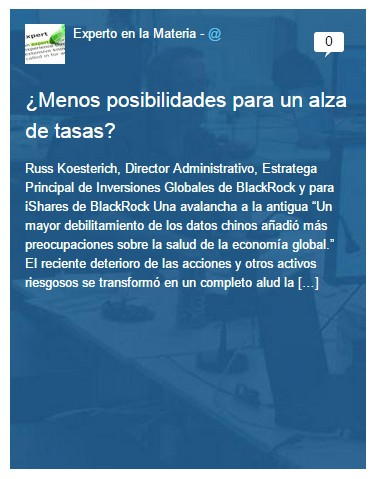 Experto en la Materia - @
0
¿Menos posibilidades para un alza
de tasas?
Russ Koesterich, Director Administrativo, Estratega
Principal de Inversiones Globales de BlackRock y para
iShares de BlackRock Una avalancha a la antigua “Un
mayor debilitamiento de los datos chinos añadió más
preocupaciones sobre la salud de la economía global.”
El reciente deterioro de las acciones y otros activos
riesgosos se transformó en un completo alud la […]